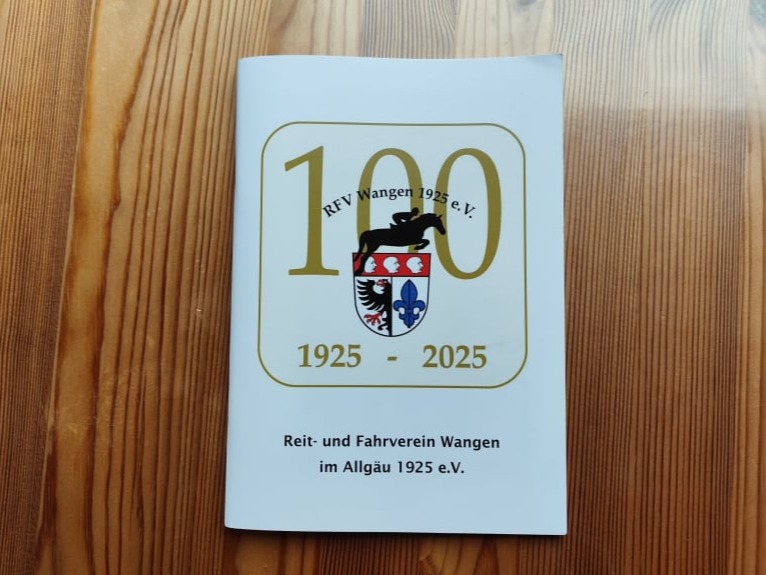 100
RFV Wangen 1925 e.V.
1925 - 2025
Reit- und Fahrverein Wangen
im Allgäu 1925 e.V.